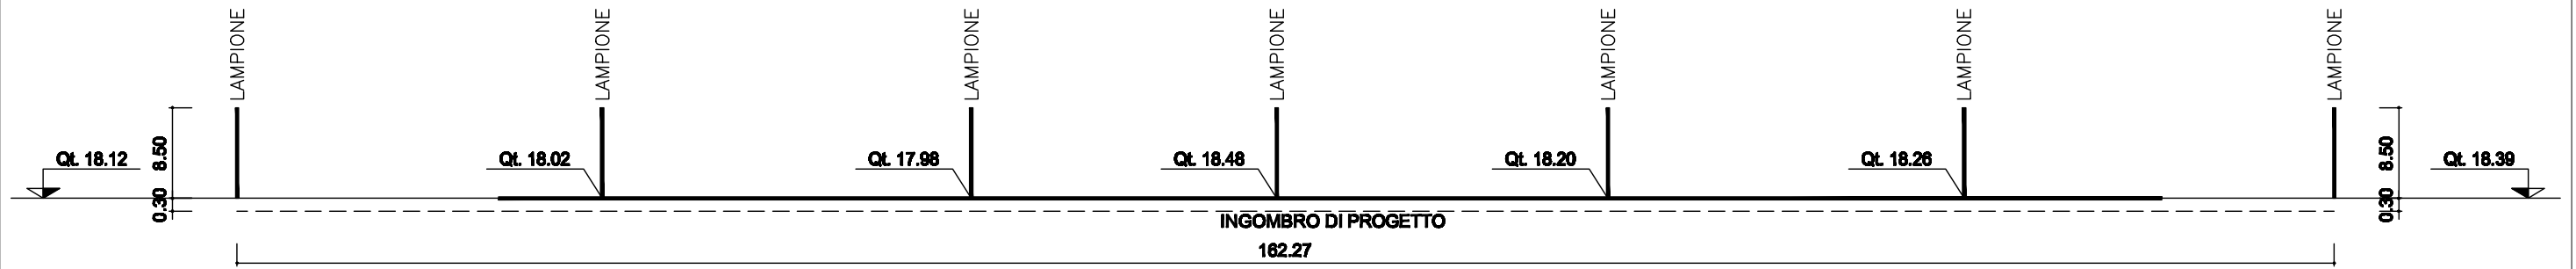 LAMPIONE
LAMPIONE
LAMPIONE
LAMPIONE
LAMPIONE
LAMPIONE
LAMPIONE
Qt. 18.12
8.50
Qt. 18.02
Qt. 17.98
Qt. 18.48
Qt. 18.20
Qt. 18.26
8.50
Qt. 18.39
0.30
0.30
INGOMBRO DI PROGETTO
162.27